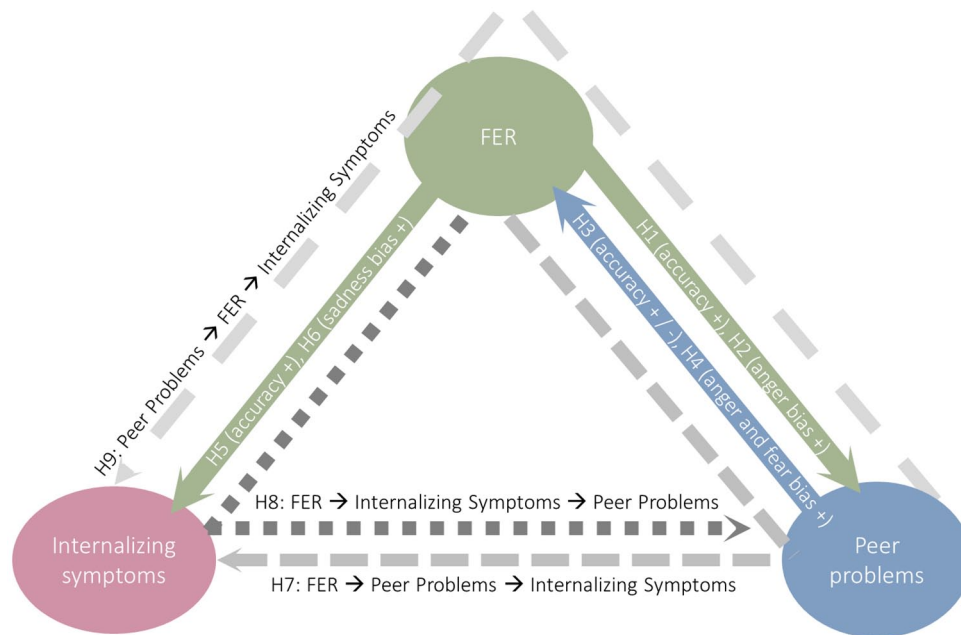 FER
H9: Peer Problems → FER → Internalizing Symptoms
H5 (accuracy +), H6 (sadness bias +)
H1 (accuracy +), H2 (anger bias +)
H3 (accuracy + / -), H4 (anger and fear bias +)
H8: FER → Internalizing Symptoms → Peer Problems
Internalizing
symptoms
Peer
problems
H7: FER → Peer Problems → Internalizing Symptoms